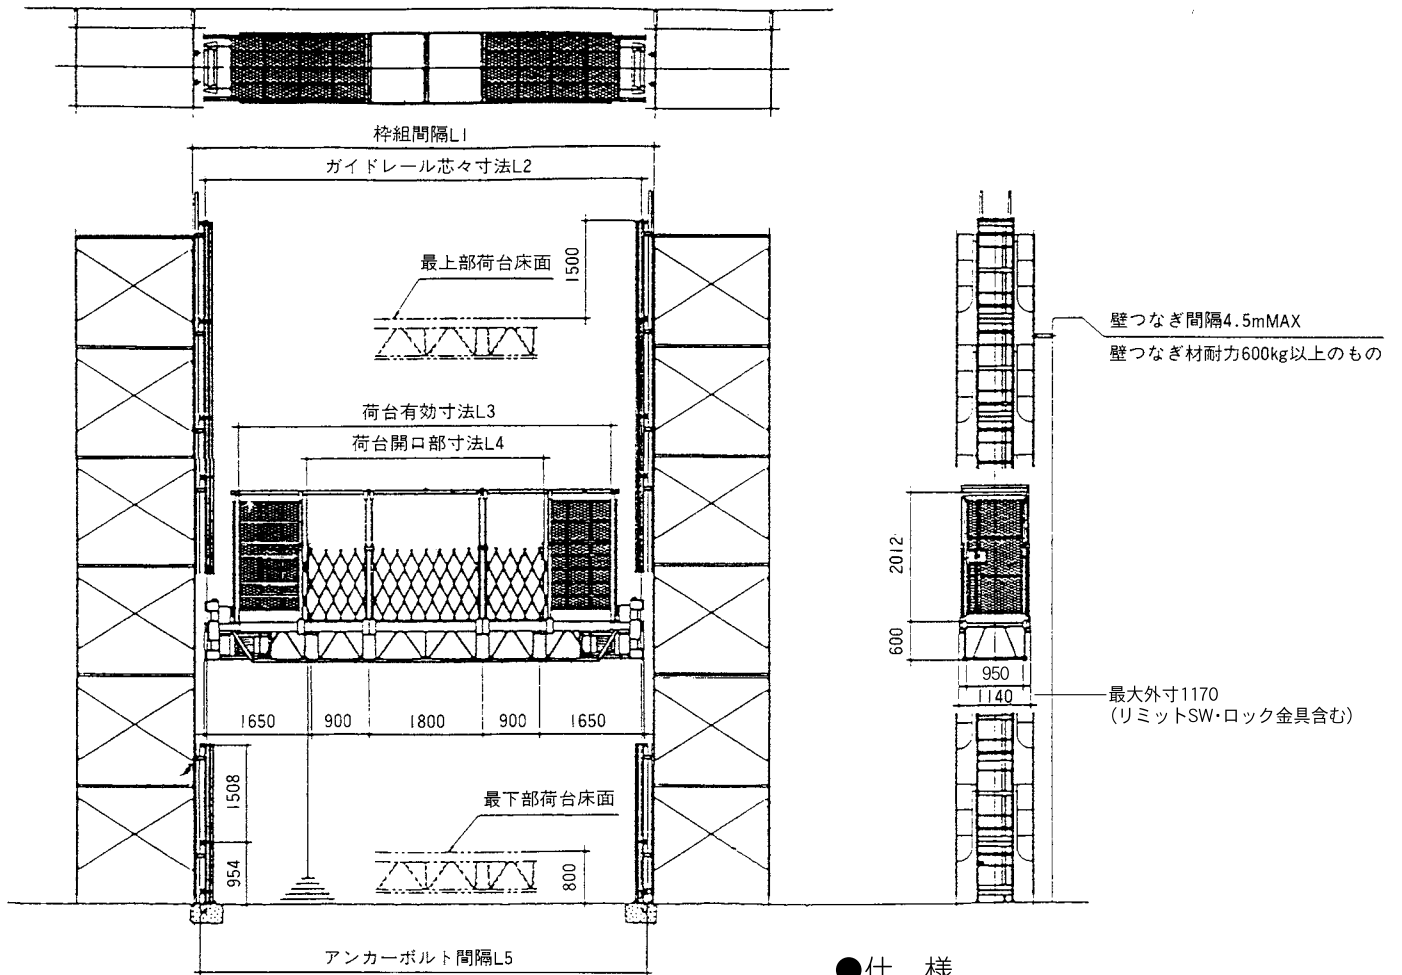 枠組間隔L1
ガイドレール芯々寸法L2
最上部荷台床面
1500
壁つなぎ間隔4.5mMAX
壁つなぎ材耐力600kg以上のもの
荷台有効寸法L3
荷台開口部寸法L4
2012
600
950
1140
最大外寸1170
(リミットSW・ロック金具含む)
1650
900
1800
900
1650
1508
954
最下部荷台床面
800
アンカーボルト間隔L5
●仕 様